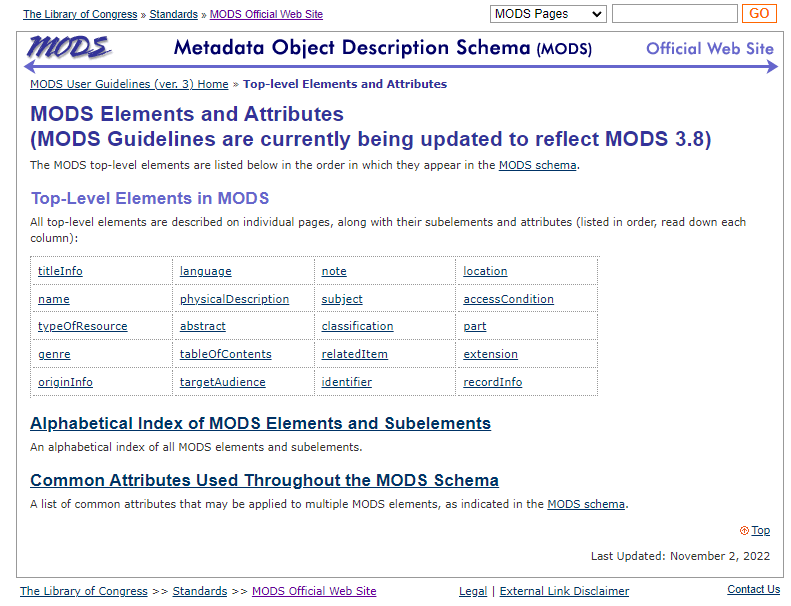 The Library of Congress » Standards » MODS Official Web Site
MODS Pages
GO
MODS
Metadata Object Description Schema (MODS)
Official Web Site
MODS User Guidelines (ver. 3) Home » Top-level Elements and Attributes
MODS Elements and Attributes
(MODS Guidelines are currently being updated to reflect MODS 3.8)
The MODS top-level elements are listed below in the order in which they appear in the MODS schema.
Top-Level Elements in MODS
All top-level elements are described on individual pages, along with their subelements and attributes (listed in order, read down each
column):
titleInfo language note location
name physicalDescription subject accessCondition
typeOfResource abstract classification part
genre tableOfContents relatedItem extension
originInfo targetAudience identifier recordInfo
Alphabetical Index of MODS Elements and Subelements
An alphabetical index of all MODS elements and subelements.
Common Attributes Used Throughout the MODS Schema
A list of common attributes that may be applied to multiple MODS elements, as indicated in the MODS schema.
Top
Last Updated: November 2, 2022
The Library of Congress >> Standards >> MODS Official Web Site
Legal | External Link Disclaimer
Contact Us